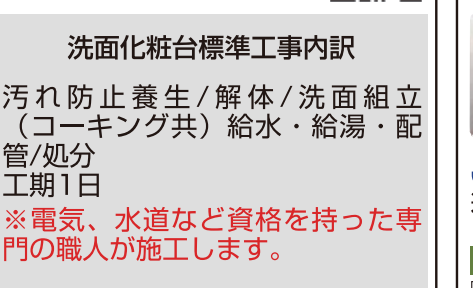 洗面化粧台標準工事内訳
汚れ防止養生/解体/洗面組立
（コーキング共）給水・給湯・配
管/処分
工期1日
※電気、水道など資格を持った専
門の職人が施工します。